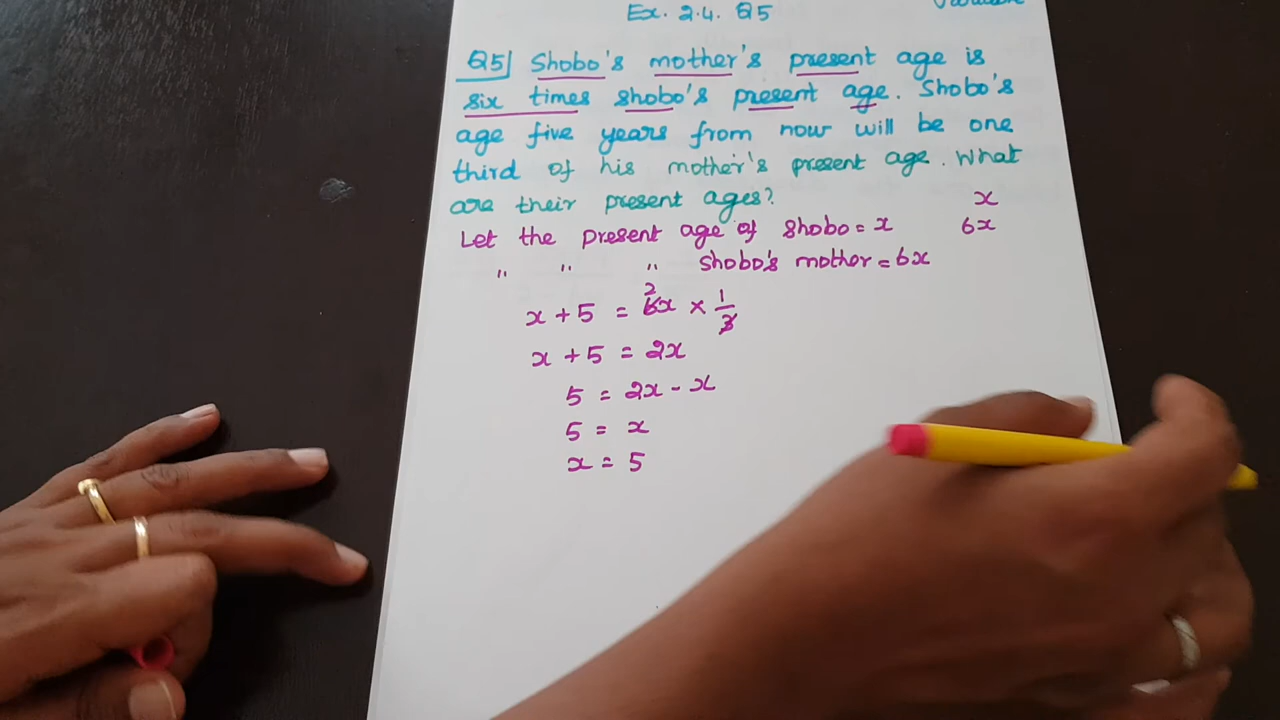 Ex. 2.4. Q5
Q5] Shobo's mother's present age is
six times shobo's present age. Shobo's
age five years from now will be one
third of his mother's present age. What
are their present ages?
x
Let the present age of shobo = x
6x
" " " shobo's mother = 6x
2
x + 5 = 6x × 1/3
x + 5 = 2x
5 = 2x - x
5 = x
x = 5